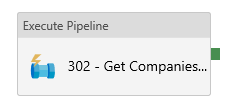 Execute Pipeline
302 - Get Companies...